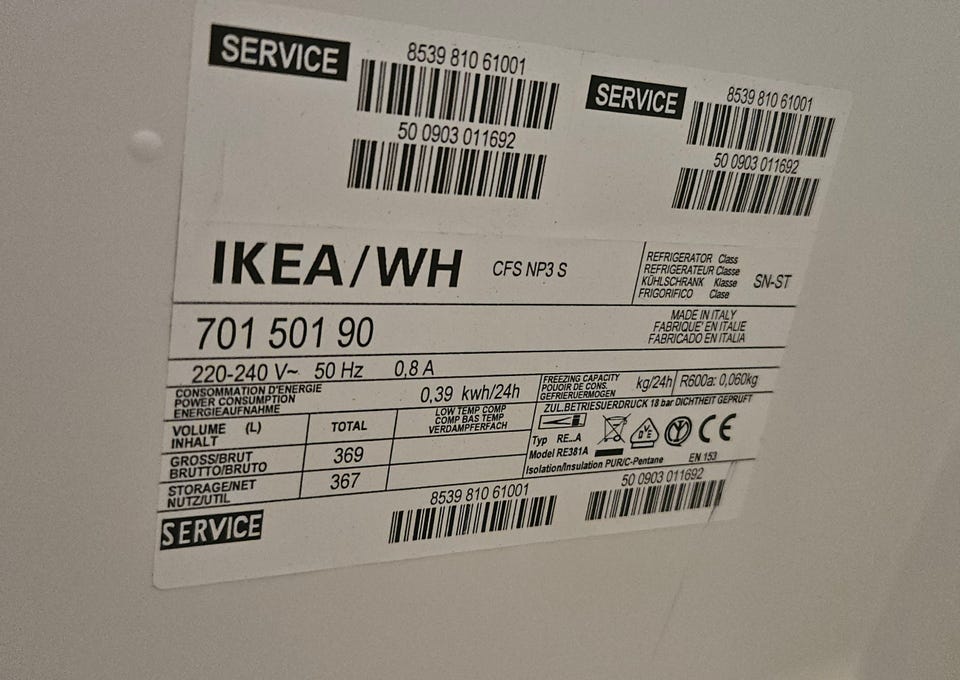 SERVICE
8539 810 61001
50 0903 011692
SERVICE
8539 810 61001
50 0903 011692
IKEA/WH CFS NP3 S
REFRIGERATOR Class
REFRIGERATEUR Classe
KÜHLSCHRANK Klasse
FRIGORIFICO Clase
SN-ST
701 501 90
MADE IN ITALY
FABRIQUE' EN ITALIE
FABRICADO EN ITALIA
220-240 V~ 50 Hz 0,8 A
CONSOMMATION D'ENERGIE
POWER CONSUMPTION
ENERGIEAUFNAHME
0,39 kwh/24h
FREEZING CAPACITY
POUOIR DE CONS.
GEFRIERUERMOGEN
kg/24h
R600a: 0,060kg
VOLUME (L)
INHALT
TOTAL
LOW TEMP COMP
COMP BAS TEMP
VERDAMPFERFACH
ZUL.BETRIESUERDRUCK 18 bar DICHTHEIT GEPRUFT
GROSS/BRUT
BRUTTO/BRUTO
369
STORAGE/NET
NUTZ/UTIL
367
Typ RE...A
Model RE381A
DVE
CE
Isolation/Insulation PUR/C-Pentane
EN 153
SERVICE
8539 810 61001
50 0903 011692